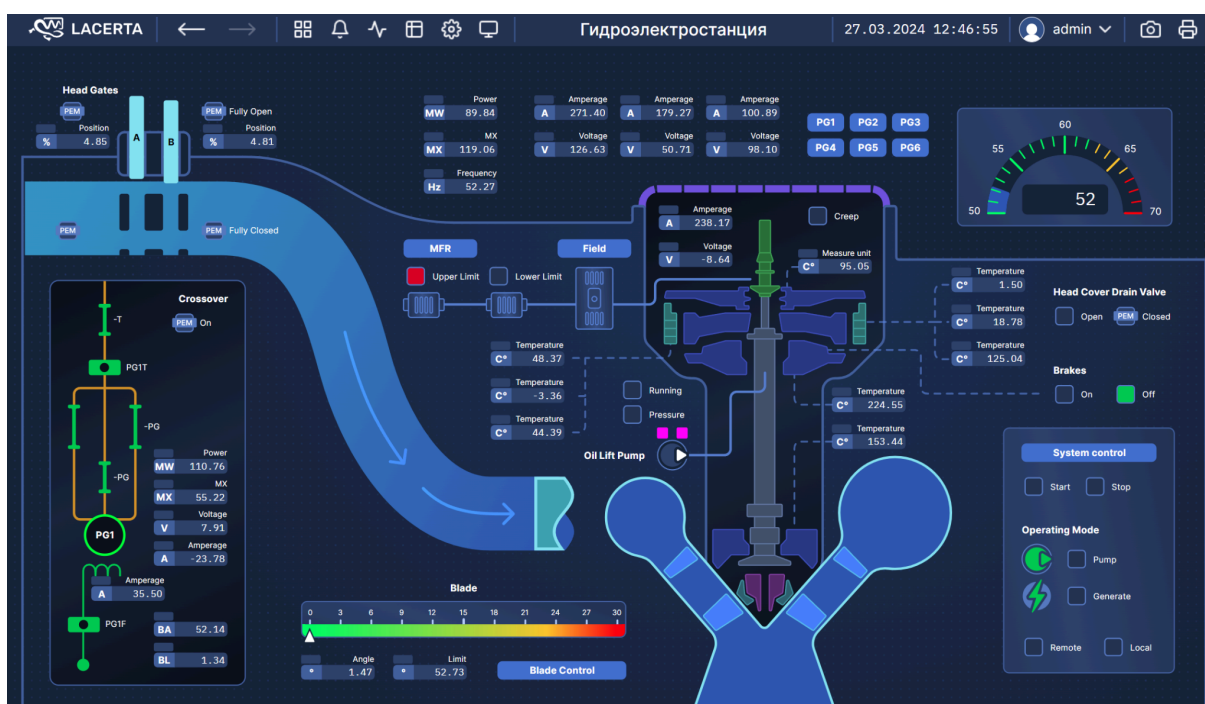 LACERTA
Гидроэлектростанция
27.03.2024 12:46:55
admin
Head Gates
PEM
Position
% 4.85
A
B
PEM Fully Open
Position
% 4.81
PEM
PEM Fully Closed
Power
MW 89.84
MX
MX 119.06
Frequency
Hz 52.27
Amperage
A 271.40
Amperage
A 179.27
Amperage
A 100.89
Voltage
V 126.63
Voltage
V 50.71
Voltage
V 98.10
PG1 PG2 PG3
PG4 PG5 PG6
50
55
60
65
70
52
MFR
Field
Upper Limit
Lower Limit
Amperage
A 238.17
Voltage
V -8.64
Creep
Measure unit
C° 95.05
Temperature
C° 1.50
Temperature
C° 18.78
Temperature
C° 125.04
Head Cover Drain Valve
Open
PEM Closed
Brakes
On
Off
Temperature
C° 48.37
Temperature
C° -3.36
Temperature
C° 44.39
Running
Pressure
Oil Lift Pump
Temperature
C° 224.55
Temperature
C° 153.44
Crossover
PEM On
-T
PG1T
-PG
-PG
PG1
Power
MW 110.76
MX
MX 55.22
Voltage
V 7.91
Amperage
A -23.78
Amperage
A 35.50
PG1F
BA 52.14
BL 1.34
Blade
0 3 6 9 12 15 18 21 24 27 30
Angle
° 1.47
Limit
° 52.73
Blade Control
System control
Start
Stop
Operating Mode
Pump
Generate
Remote
Local